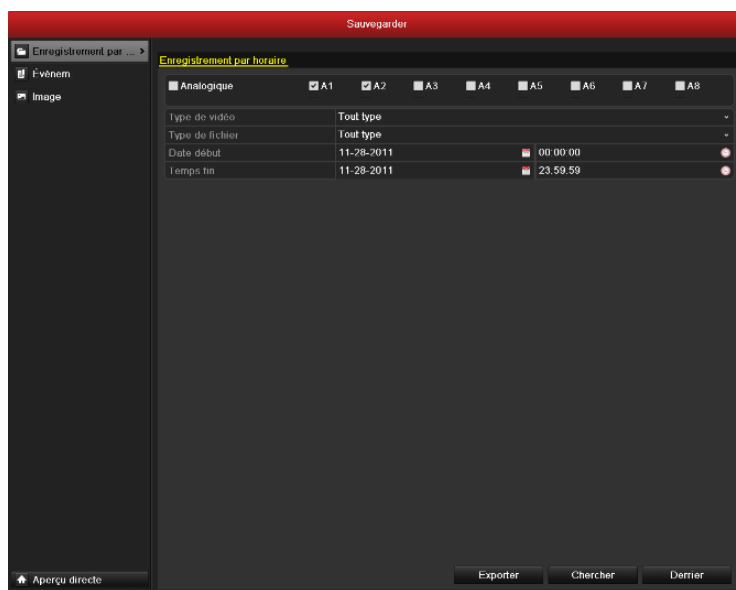 Sauvegarder
Enregistrement par ... >
Évènem
Image
Enregistrement par horaire
Analogique A1 A2 A3 A4 A5 A6 A7 A8
Type de vidéo Tout type
Type de fichier Tout type
Date début 11-28-2011 00:00:00
Temps fin 11-28-2011 23:59:59
Aperçu directe
Exporter Chercher Derrier